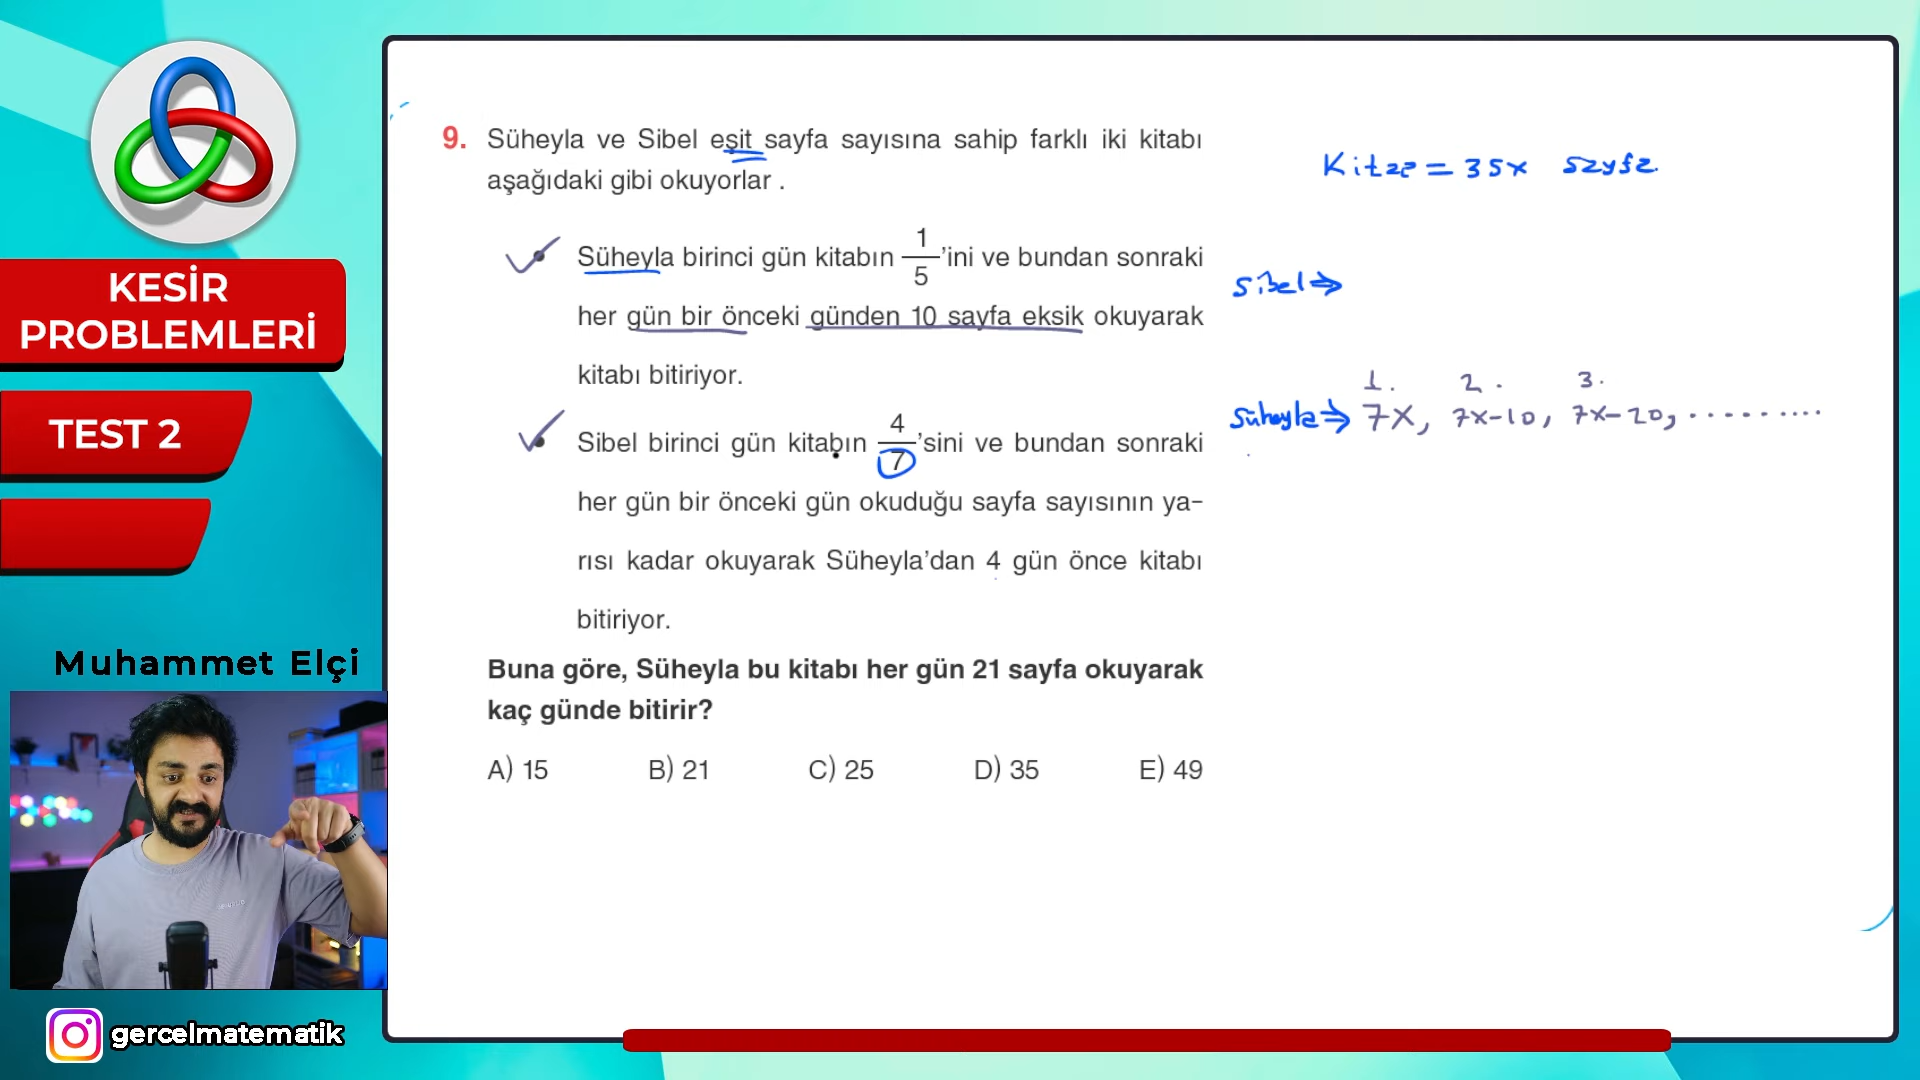 KESİR
PROBLEMLERİ
TEST 2
Muhammet Elçi
gercelmatematik
9. Süheyla ve Sibel eşit sayfa sayısına sahip farklı iki kitabı
aşağıdaki gibi okuyorlar .
Süheyla birinci gün kitabın 1/5'ini ve bundan sonraki
her gün bir önceki günden 10 sayfa eksik okuyarak
kitabı bitiriyor.
Sibel birinci gün kitabın 4/7'sini ve bundan sonraki
her gün bir önceki gün okuduğu sayfa sayısının ya-
rısı kadar okuyarak Süheyla'dan 4 gün önce kitabı
bitiriyor.
Buna göre, Süheyla bu kitabı her gün 21 sayfa okuyarak
kaç günde bitirir?
A) 15 B) 21 C) 25 D) 35 E) 49
Kitap = 35x sayfa.
Sibel⇒
1. 2. 3.
Süheyla⇒ 7x, 7x-10, 7x-20, .........